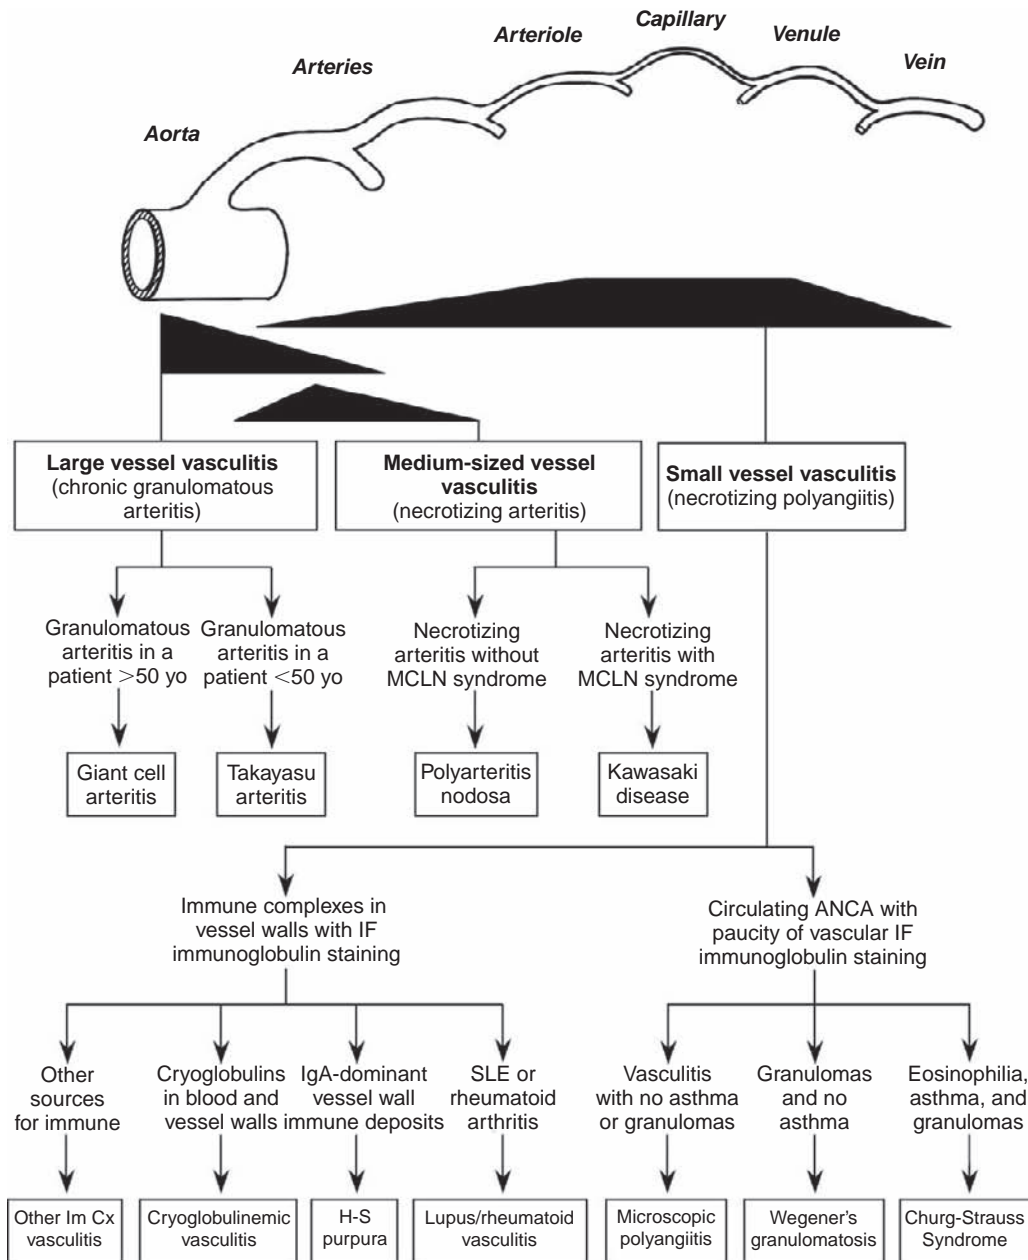 Aorta
Arteries
Arteriole
Capillary
Venule
Vein
Large vessel vasculitis
(chronic granulomatous
arteritis)
Medium-sized vessel
vasculitis
(necrotizing arteritis)
Small vessel vasculitis
(necrotizing polyangiitis)
Granulomatous
arteritis in a
patient >50 yo
Granulomatous
arteritis in a
patient <50 yo
Necrotizing
arteritis without
MCLN syndrome
Necrotizing
arteritis with
MCLN syndrome
Giant cell
arteritis
Takayasu
arteritis
Polyarteritis
nodosa
Kawasaki
disease
Immune complexes in
vessel walls with IF
immunoglobulin staining
Circulating ANCA with
paucity of vascular IF
immunoglobulin staining
Other
sources
for immune
Cryoglobulins
in blood and
vessel walls
IgA-dominant
vessel wall
immune deposits
SLE or
rheumatoid
arthritis
Vasculitis
with no asthma
or granulomas
Granulomas
and no
asthma
Eosinophilia,
asthma, and
granulomas
Other Im Cx
vasculitis
Cryoglobulinemic
vasculitis
H-S
purpura
Lupus/rheumatoid
vasculitis
Microscopic
polyangiitis
Wegener's
granulomatosis
Churg-Strauss
Syndrome